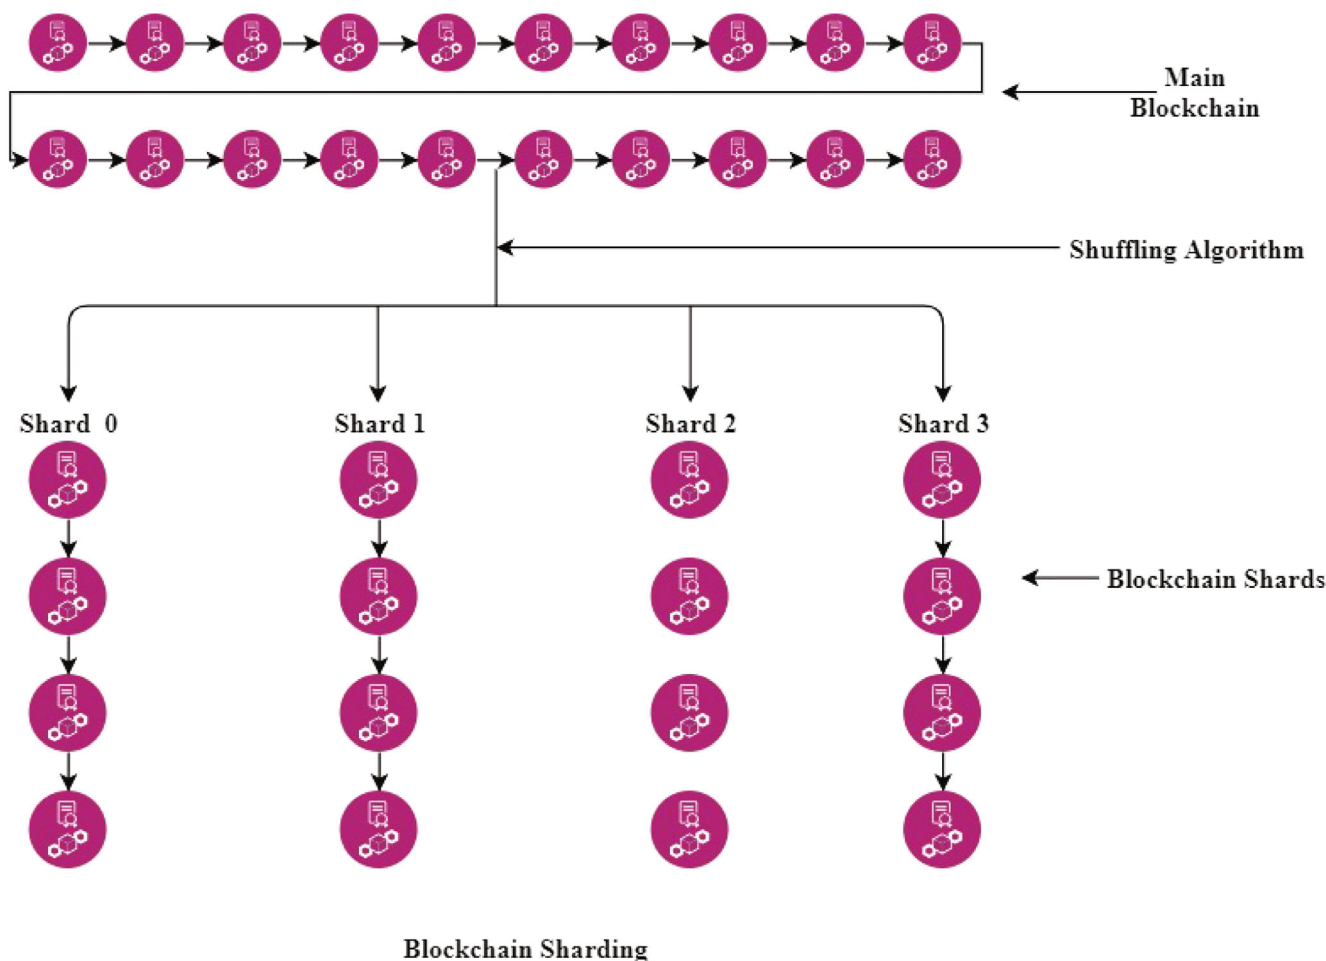 Main
Blockchain
Shuffling Algorithm
Shard 0
Shard 1
Shard 2
Shard 3
Blockchain Shards
Blockchain Sharding